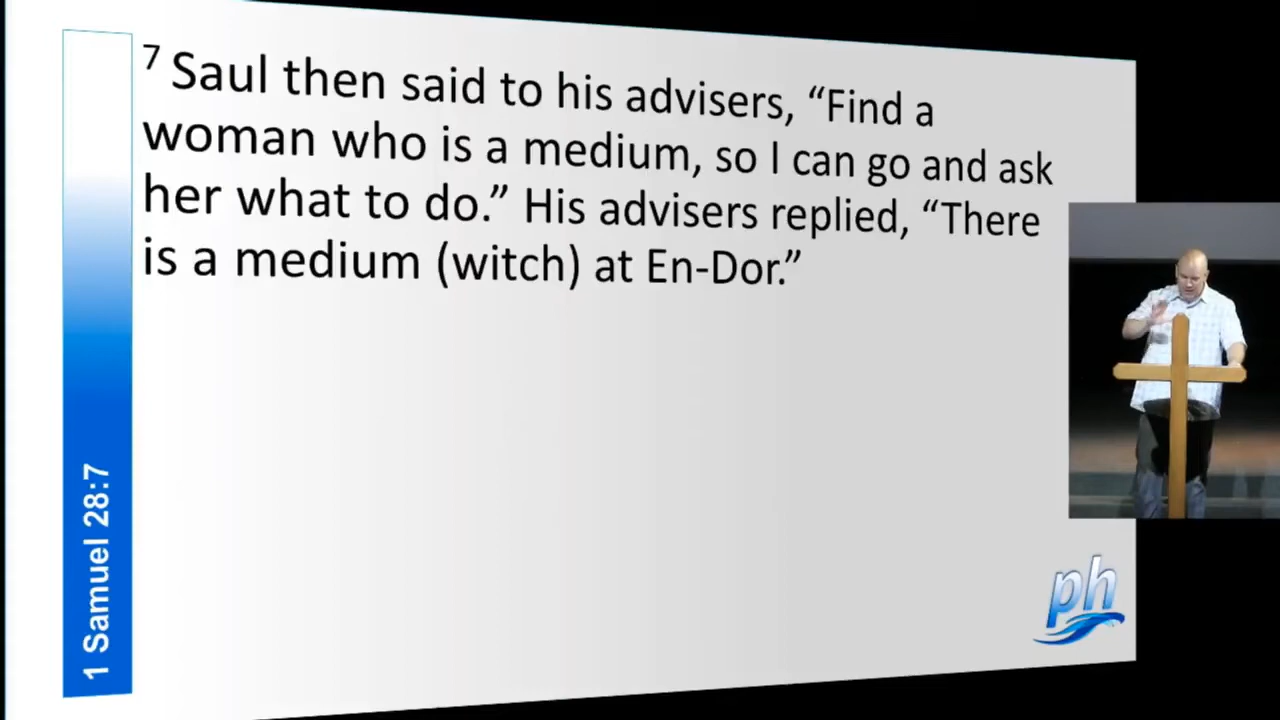 7 Saul then said to his advisers, “Find a
woman who is a medium, so I can go and ask
her what to do.” His advisers replied, “There
is a medium (witch) at En-Dor.”
1 Samuel 28:7
ph